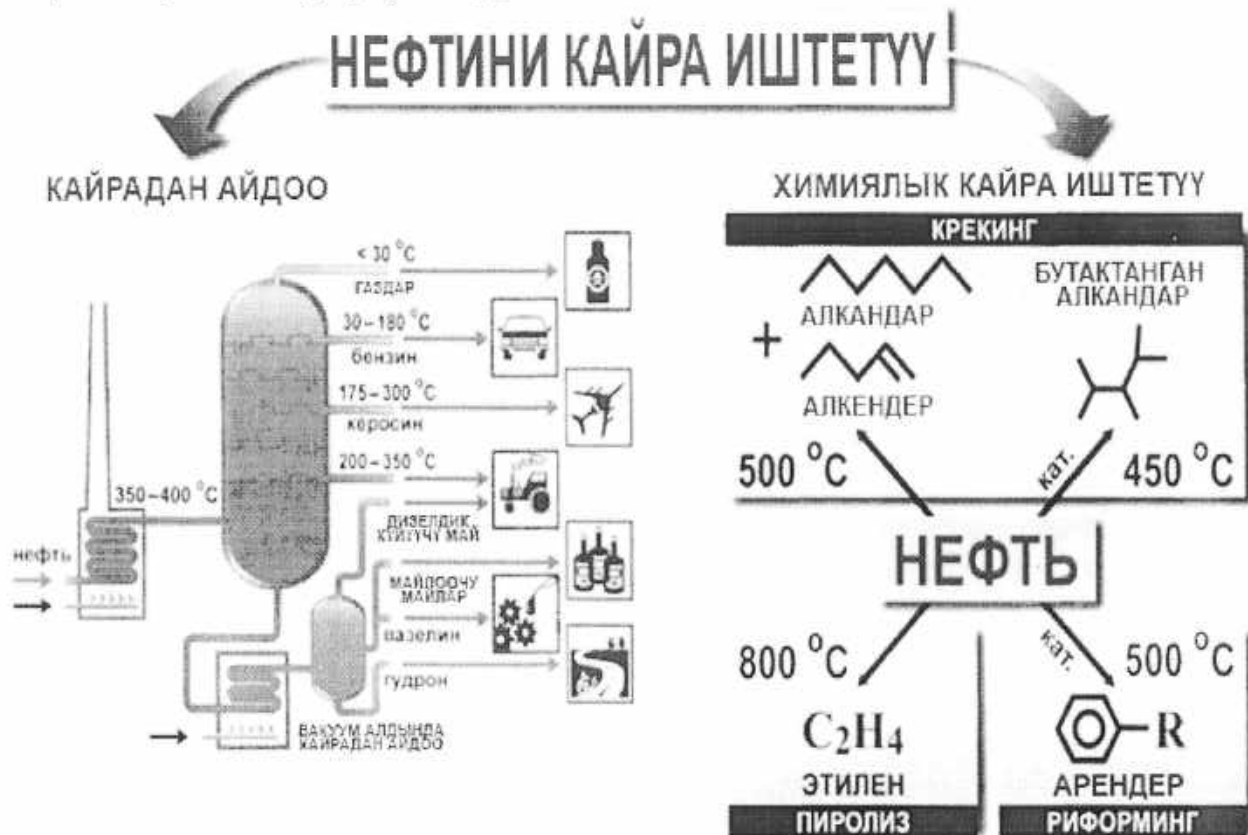 НЕФТИНИ КАЙРА ИШТЕТҮҮ
КАЙРАДАН АЙДОО
< 30 °C
ГАЗДАР
30–180 °C
бензин
175–300 °C
керосин
200–350 °C
350–400 °C
нефть
ДИЗЕЛДИК
КҮЙҮҮЧҮ МАЙ
МАЙЛООЧУ
МАЙЛАР
вазелин
гудрон
ВАКУУМ АЛДЫНДА
КАЙРАДАН АЙДОО
ХИМИЯЛЫК КАЙРА ИШТЕТҮҮ
КРЕКИНГ
+
АЛКАНДАР
АЛКЕНДЕР
БУТАКТАНГАН
АЛКАНДАР
500 °C
кат.
450 °C
НЕФТЬ
800 °C
кат.
500 °C
C₂H₄
ЭТИЛЕН
ПИРОЛИЗ
R
АРЕНДЕР
РИФОРМИНГ